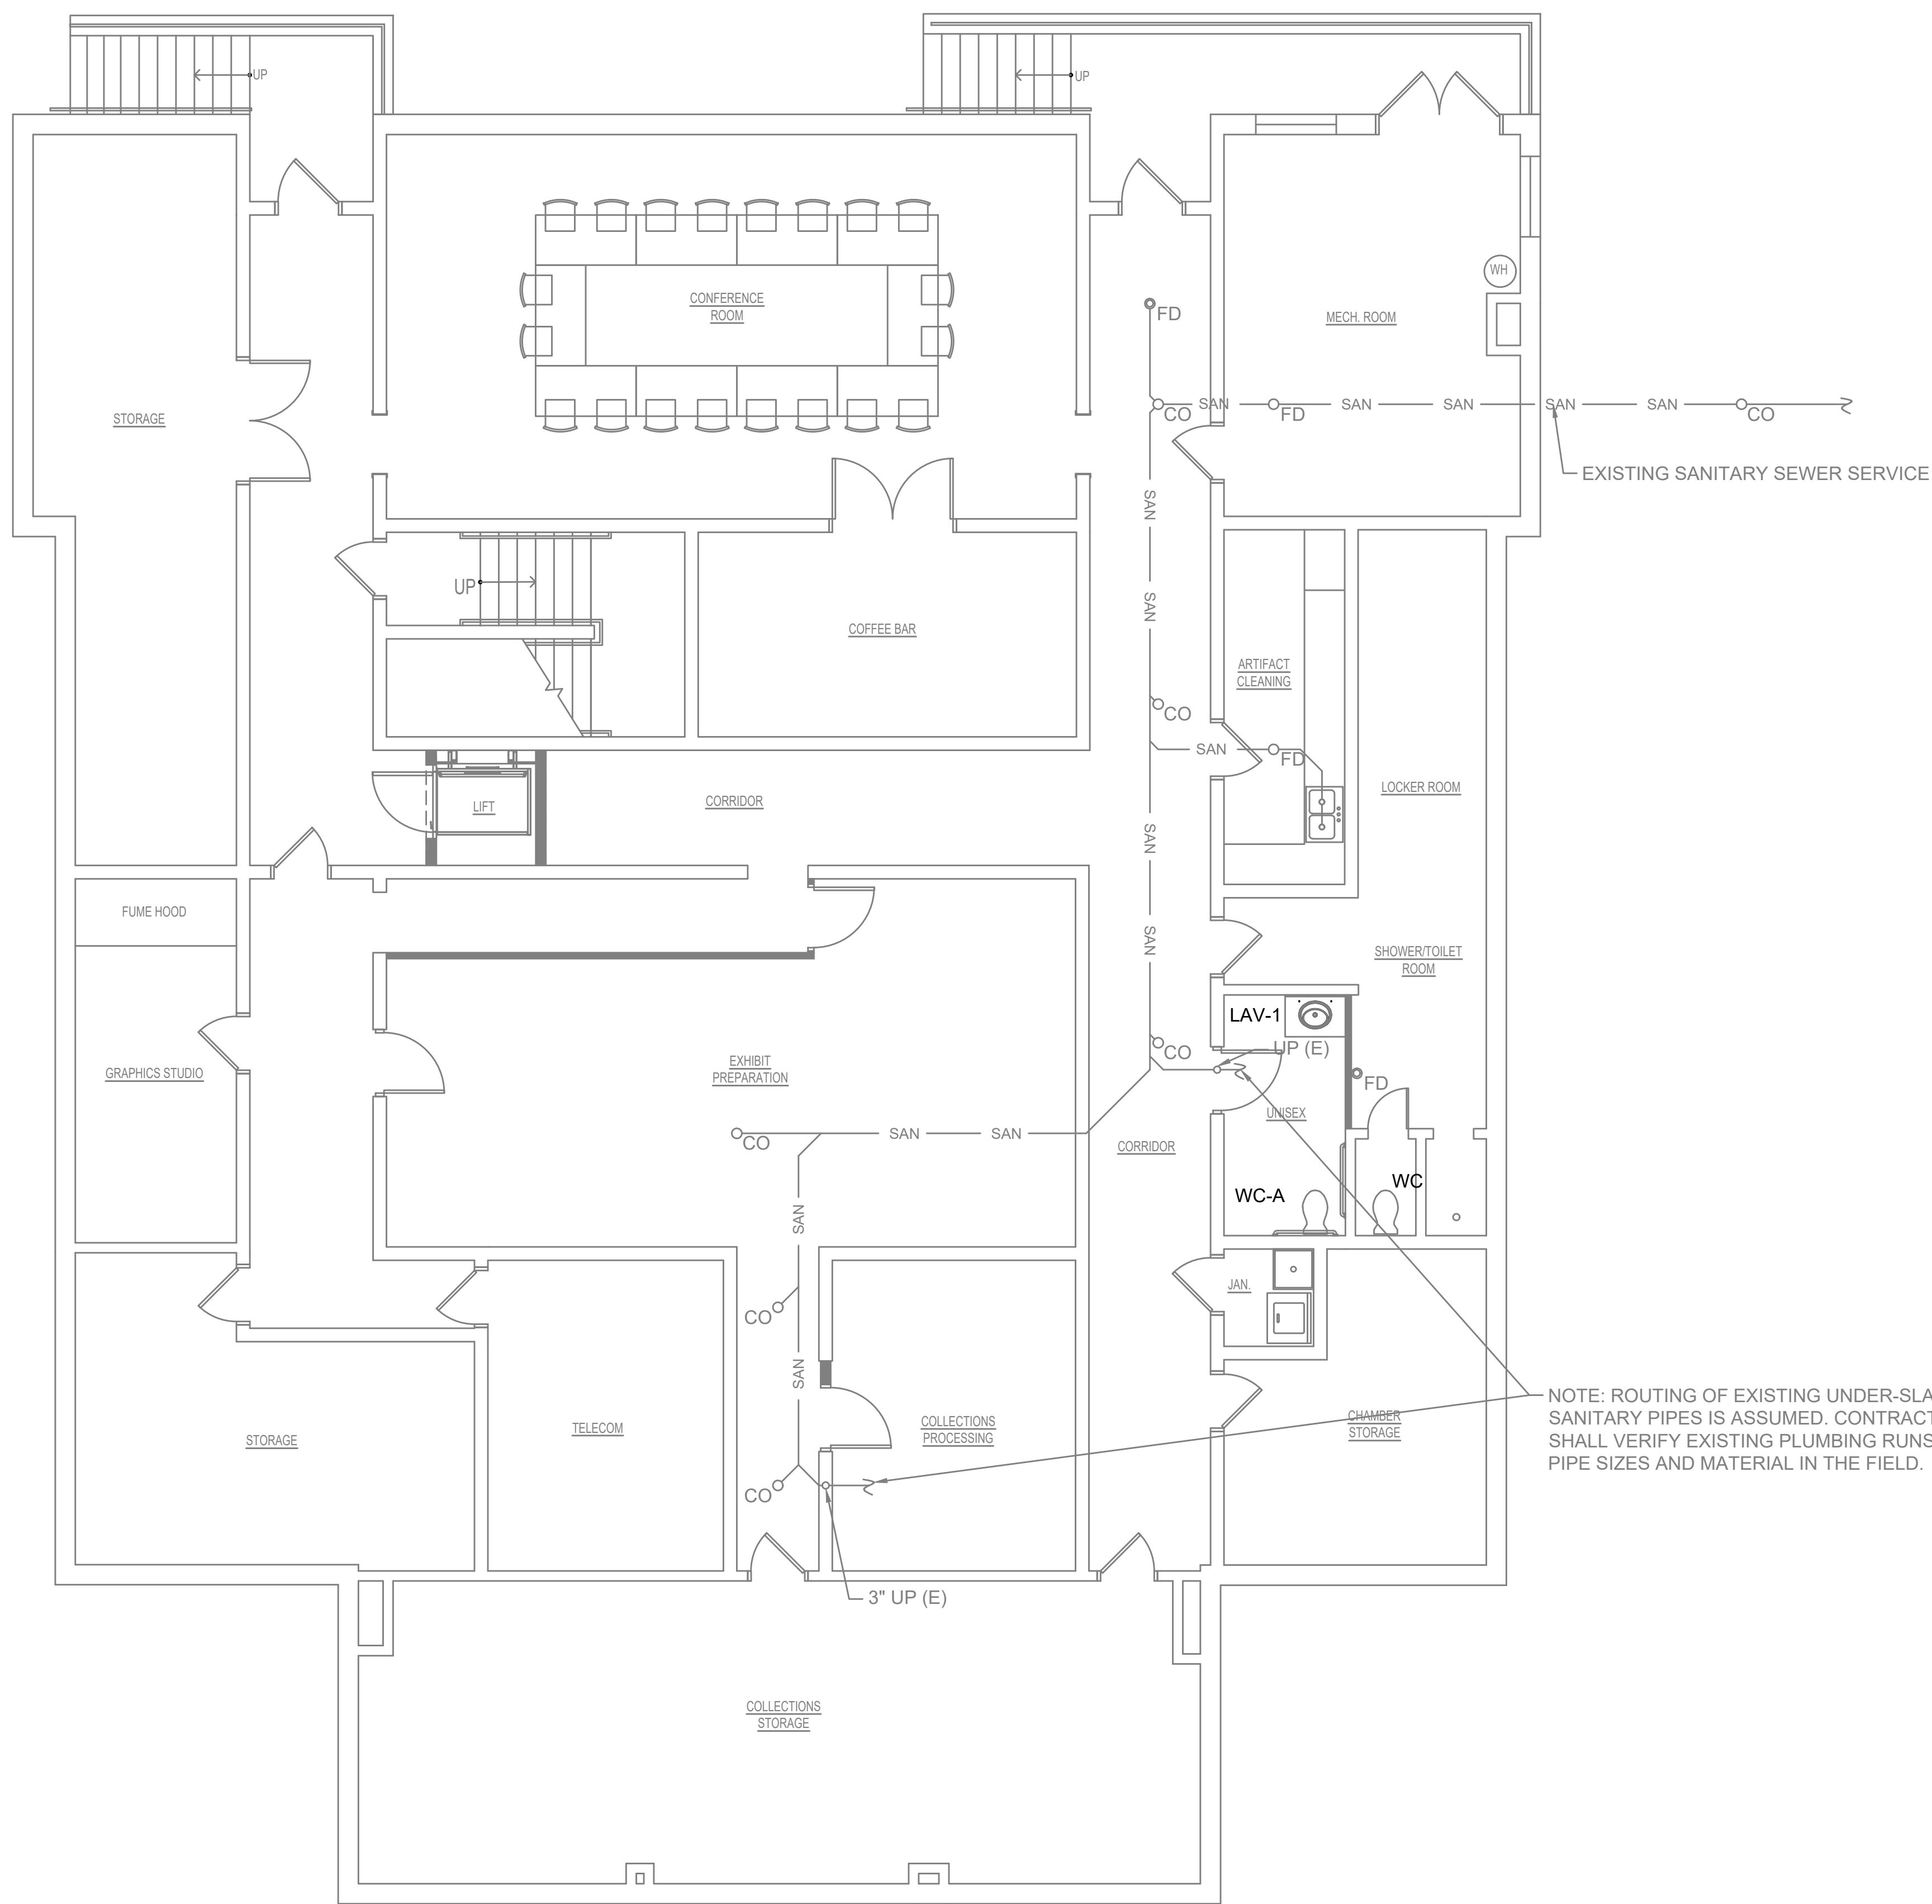 UP
UP
CONFERENCE
ROOM
WH
FD
MECH. ROOM
STORAGE
CO
SAN
FD
SAN
SAN
SAN
SAN
CO
EXISTING SANITARY SEWER SERVICE
SAN
UP
SAN
COFFEE BAR
ARTIFACT
CLEANING
CO
SAN
FD
LIFT
CORRIDOR
LOCKER ROOM
SAN
FUME HOOD
SAN
SHOWER/TOILET
ROOM
LAV-1
CO
UP (E)
GRAPHICS STUDIO
EXHIBIT
PREPARATION
FD
UNISEX
CO
SAN
SAN
CORRIDOR
WC-A
WC
SAN
JAN.
CO
SAN
STORAGE
TELECOM
COLLECTIONS
PROCESSING
CHAMBER
STORAGE
NOTE: ROUTING OF EXISTING UNDER-SLA
SANITARY PIPES IS ASSUMED. CONTRACT
SHALL VERIFY EXISTING PLUMBING RUNS
PIPE SIZES AND MATERIAL IN THE FIELD.
CO
3" UP (E)
COLLECTIONS
STORAGE